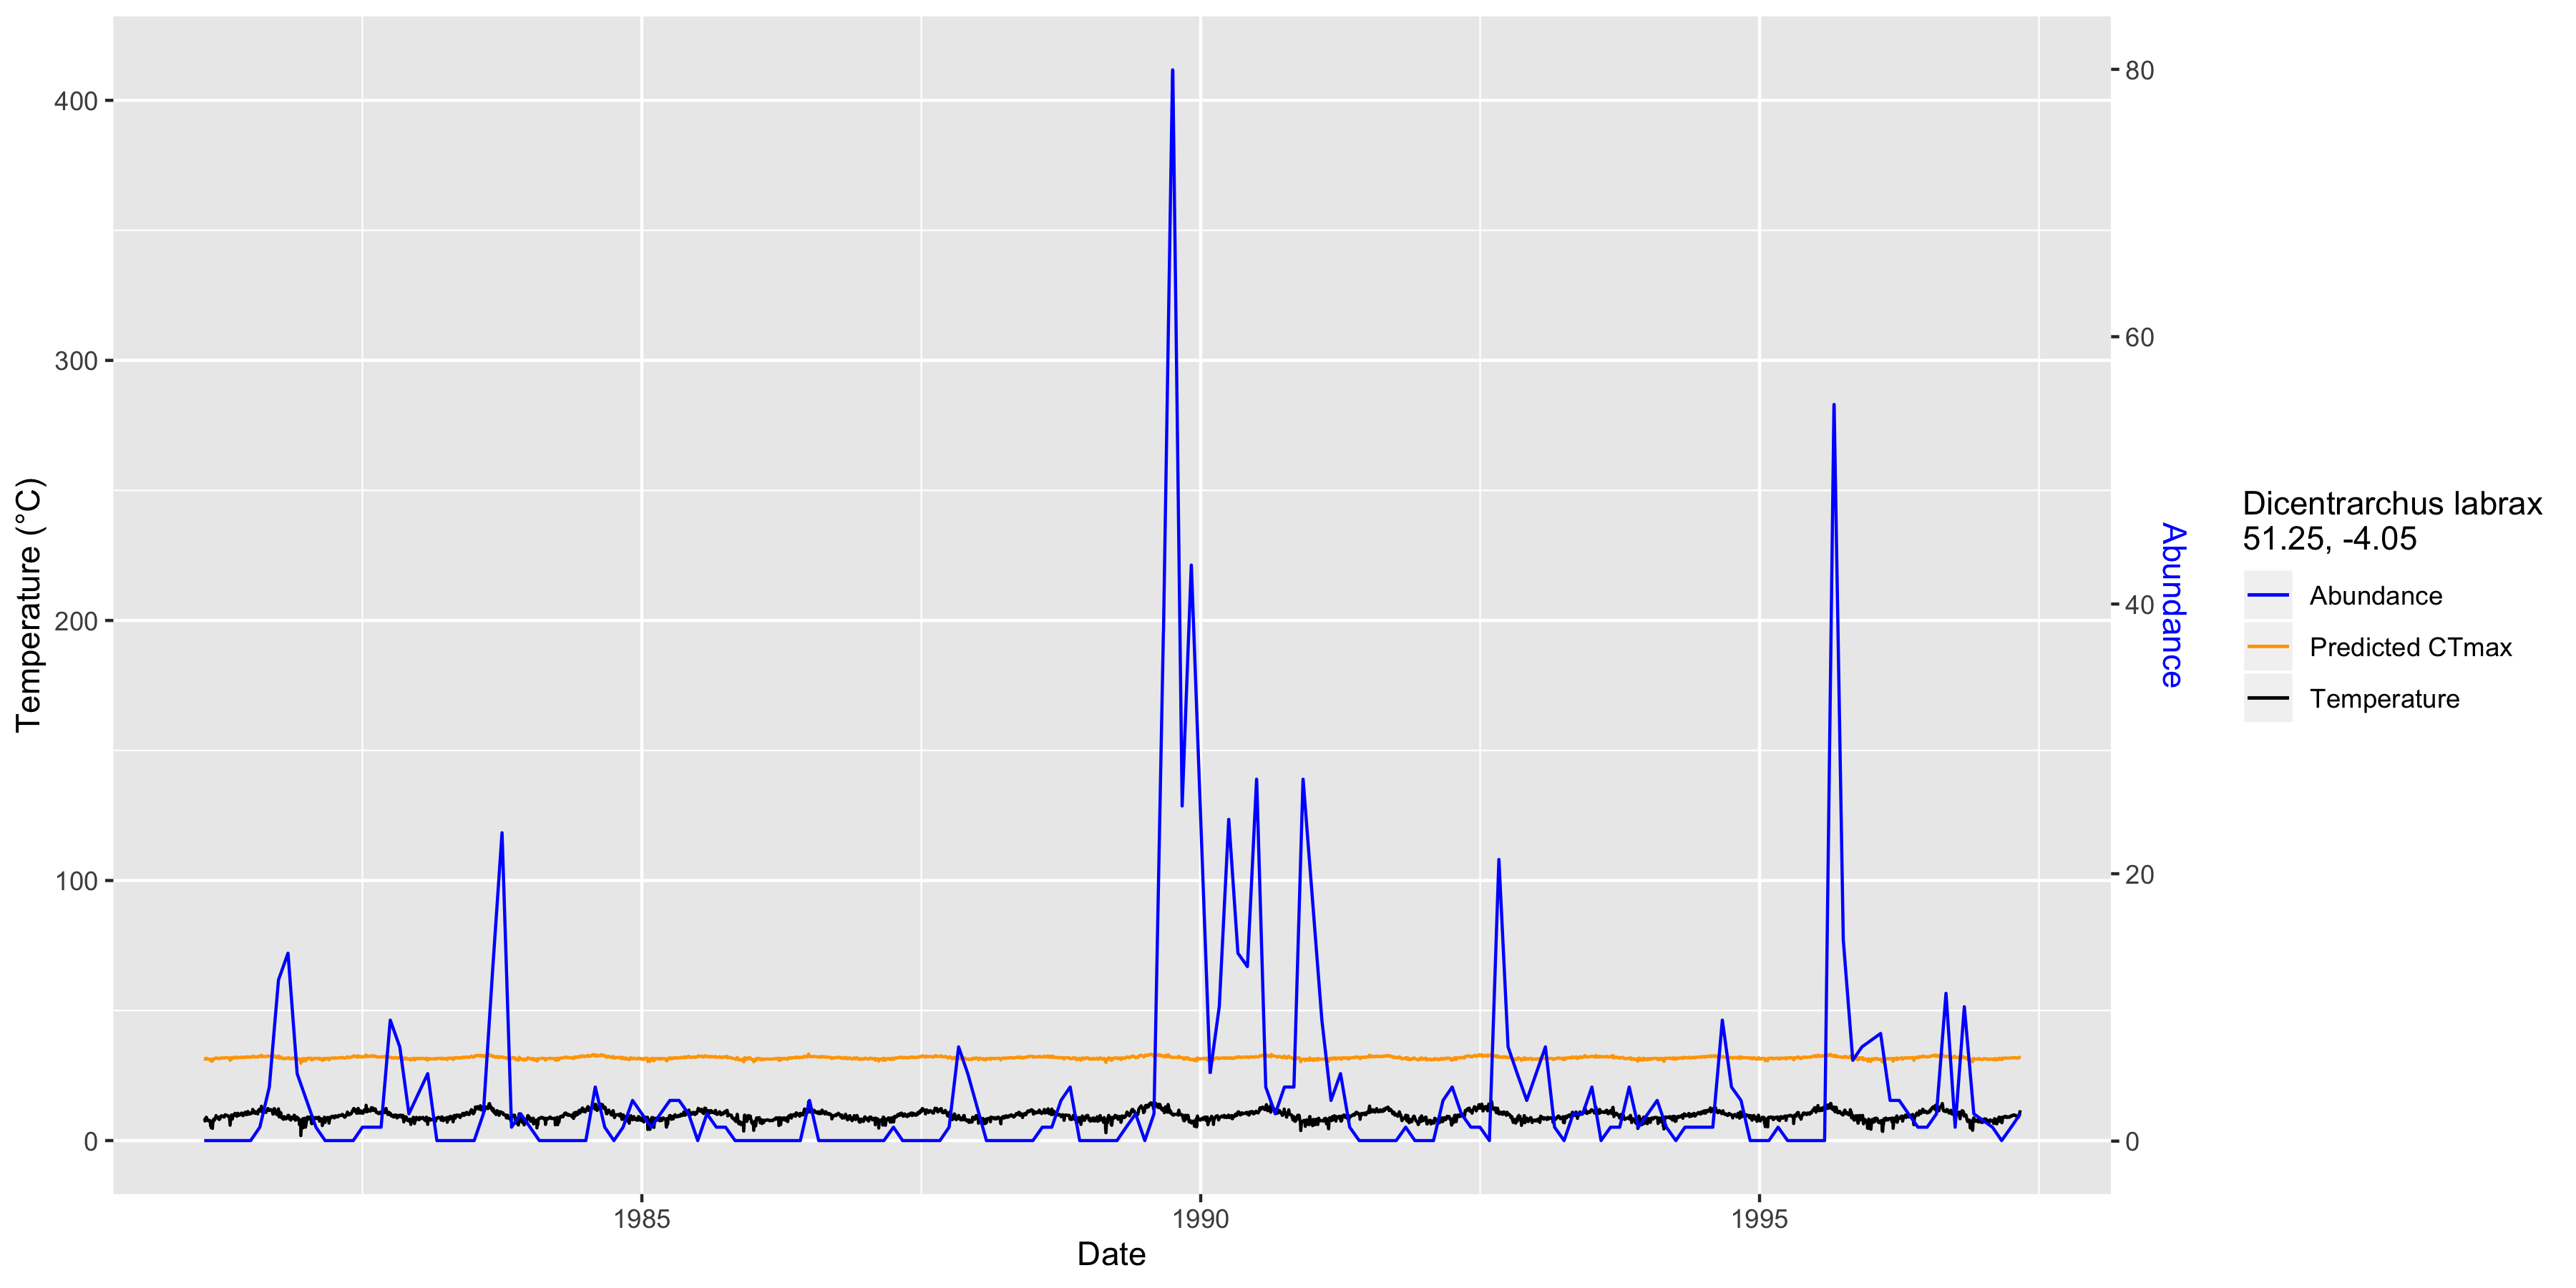 Temperature (°C)
400
300
200
100
0
1985
1990
1995
Date
80
60
40
20
0
Abundance
Dicentrarchus labrax
51.25, -4.05
Abundance
Predicted CTmax
Temperature